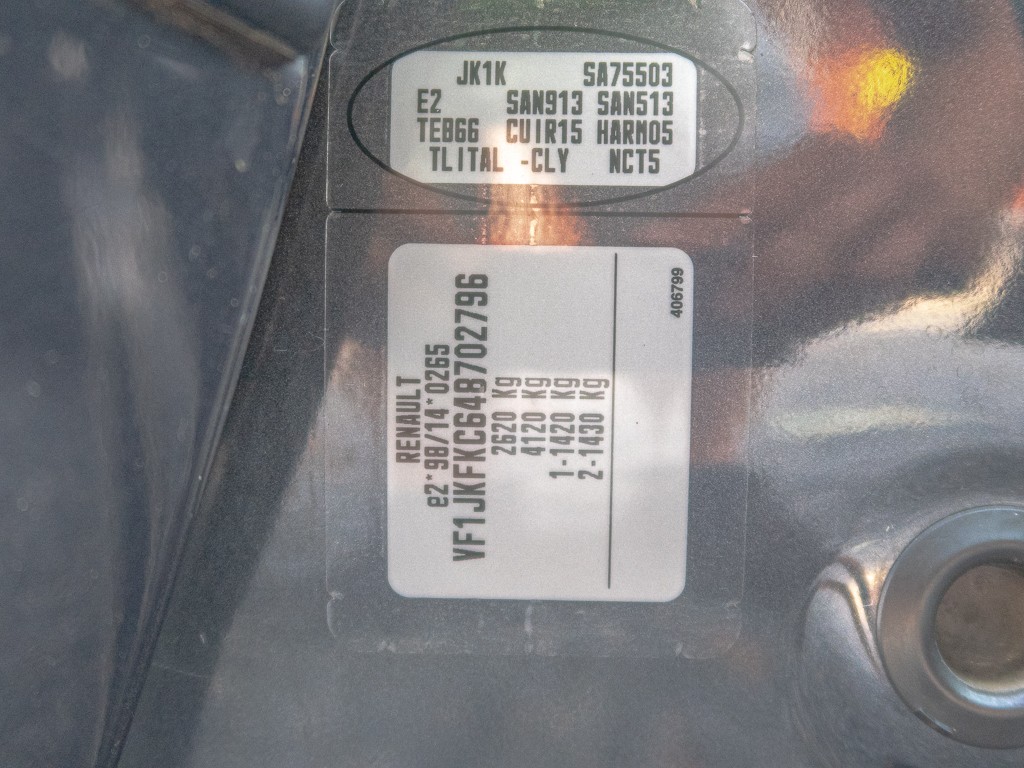 JK1K SA75503
E2 SAN913 SAN513
TEB66 CUIR15 HARM05
TLITAL -CLY NCT5
RENAULT
e2*98/14*0265
VF1JKFKC64B702796
2620 Kg
4120 Kg
1-1420 Kg
2-1430 Kg
406799